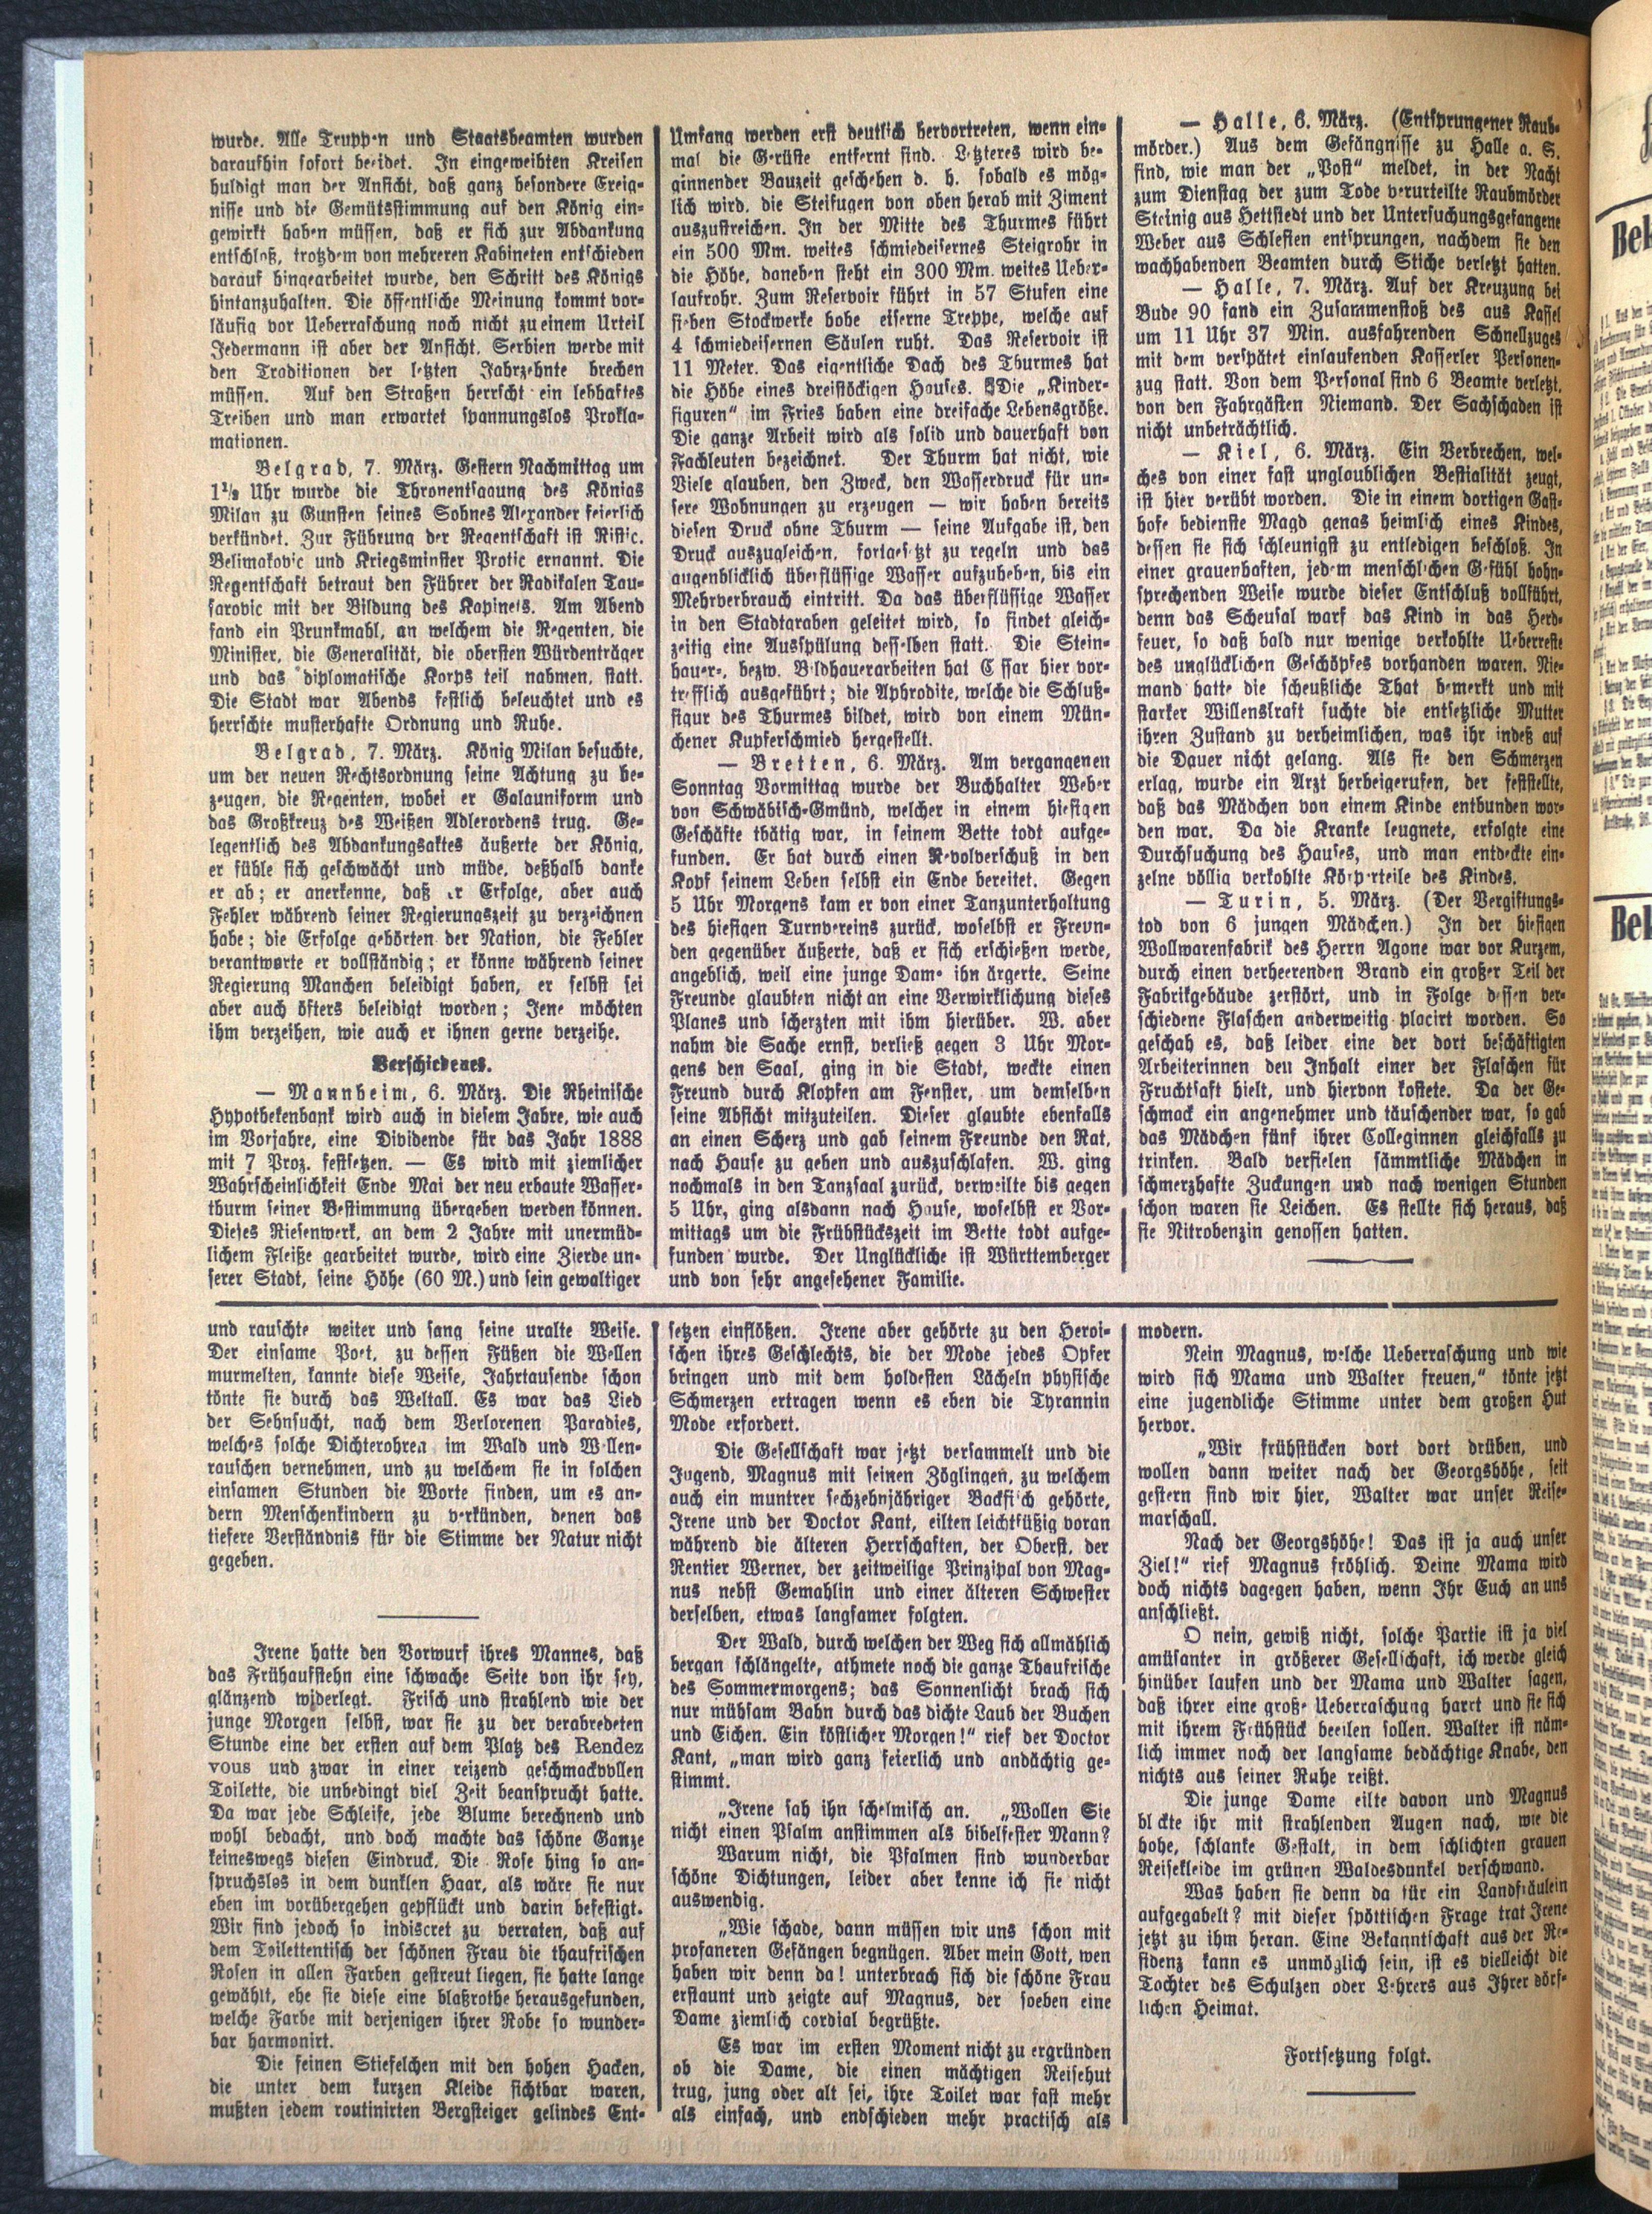 wurde. Alle Truppen und Staatsbeamten wurden
daraufhin sofort beeidet. In eingeweihten Kreisen
huldigt man der Ansicht, daß ganz besondere Ereig-
nisse und die Gemütsstimmung auf den König ein-
gewirkt haben müssen, daß er sich zur Abdankung
entschloß, trotzdem von mehreren Kabineten entschieden
darauf hingearbeitet wurde, den Schritt des Königs
hintanzuhalten. Die öffentliche Meinung kommt vor-
läufig vor Ueberraschung noch nicht zu einem Urteil
Jedermann ist aber der Ansicht, Serbien werde mit
den Traditionen der letzten Jahrzehnte brechen
müssen. Auf den Straßen herrscht ein lebhaftes
Treiben und man erwartet spannungslos Prokla-
mationen.
Belgrad, 7. März. Gestern Nachmittag um
1½ Uhr wurde die Thronentsagung des Königs
Milan zu Gunsten seines Sohnes Alexander feierlich
verkündet. Zur Führung der Regentschaft ist Ristic.
Belimakovic und Kriegsminster Protic ernannt. Die
Regentschaft betraut den Führer der Radikalen Tau-
sarovic mit der Bildung des Kapinets. Am Abend
fand ein Prunkmahl, an welchem die Regenten, die
Minister, die Generalität, die obersten Würdenträger
und das diplomatische Korps teil nahmen, statt.
Die Stadt war Abends festlich beleuchtet und es
herrschte musterhafte Ordnung und Ruhe.
Belgrad, 7. März. König Milan besuchte,
um der neuen Rechtsordnung seine Achtung zu be-
zeugen, die Regenten, wobei er Galauniform und
das Großkreuz des Weißen Adlerordens trug. Ge-
legentlich des Abdankungsaktes äußerte der König,
er fühle sich geschwächt und müde, deßhalb danke
er ab; er anerkenne, daß er Erfolge, aber auch
Fehler während seiner Regierungszeit zu verzeichnen
habe; die Erfolge gehörten der Nation, die Fehler
verantworte er vollständig; er könne während seiner
Regierung Manchen beleidigt haben, er selbst sei
aber auch öfters beleidigt worden; Jene möchten
ihm verzeihen, wie auch er ihnen gerne verzeihe.
Verschiedenes.
— Mannheim, 6. März. Die Rheinische
Hypothekenbank wird auch in diesem Jahre, wie auch
im Vorjahre, eine Dividende für das Jahr 1888
mit 7 Proz. festsetzen. — Es wird mit ziemlicher
Wahrscheinlichkeit Ende Mai der neu erbaute Wasser-
thurm seiner Bestimmung übergeben werden können.
Dieses Riesenwerk, an dem 2 Jahre mit unermüd-
lichem Fleiße gearbeitet wurde, wird eine Zierde un-
serer Stadt, seine Höhe (60 M.) und sein gewaltiger
Umfang werden erst deutlich hervortreten, wenn ein-
mal die Gerüste entfernt sind. Letzteres wird be-
ginnender Bauzeit geschehen d. h. sobald es mög-
lich wird, die Steifugen von oben herab mit Ziment
auszustreichen. In der Mitte des Thurmes führt
ein 500 Mm. weites schmiedeisernes Steigrohr in
die Höhe, daneben steht ein 300 Mm. weites Ueber-
laufrohr. Zum Reservoir führt in 57 Stufen eine
sieben Stockwerke hohe eiserne Treppe, welche auf
4 schmiedeisernen Säulen ruht. Das Reservoir ist
11 Meter. Das eigentliche Dach des Thurmes hat
die Höhe eines dreistöckigen Hauses. Die „Kinder-
figuren“ im Fries haben eine dreifache Lebensgröße.
Die ganze Arbeit wird als solid und dauerhaft von
Fachleuten bezeichnet. Der Thurm hat nicht, wie
Viele glauben, den Zweck, den Wasserdruck für un-
sere Wohnungen zu erzeugen — wir haben bereits
diesen Druck ohne Thurm — seine Aufgabe ist, den
Druck auszugleichen, fortgesetzt zu regeln und das
augenblicklich überflüssige Wasser aufzuheben, bis ein
Mehrverbrauch eintritt. Da das überflüssige Wasser
in den Stadtgraben geleitet wird, so findet gleich-
zeitig eine Ausspülung desselben statt. Die Stein-
hauer-, bezw. Bildhauerarbeiten hat Cssar hier vor-
trefflich ausgeführt; die Aphrodite, welche die Schluß-
figur des Thurmes bildet, wird von einem Mün-
chener Kupferschmied hergestellt.
— Bretten, 6. März. Am vergangenen
Sonntag Vormittag wurde der Buchhalter Weber
von Schwäbisch-Gmünd, welcher in einem hiesigen
Geschäfte thätig war, in seinem Bette todt aufge-
funden. Er hat durch einen Revolverschuß in den
Kopf seinem Leben selbst ein Ende bereitet. Gegen
5 Uhr Morgens kam er von einer Tanzunterhaltung
des hiesigen Turnvereins zurück, woselbst er Freun-
den gegenüber äußerte, daß er sich erschießen werde,
angeblich, weil eine junge Dame ihn ärgerte. Seine
Freunde glaubten nicht an eine Verwirklichung dieses
Planes und scherzten mit ihm hierüber. W. aber
nahm die Sache ernst, verließ gegen 3 Uhr Mor-
gens den Saal, ging in die Stadt, weckte einen
Freund durch Klopfen am Fenster, um demselben
seine Absicht mitzuteilen. Dieser glaubte ebenfalls
an einen Scherz und gab seinem Freunde den Rat,
nach Hause zu gehen und auszuschlafen. W. ging
nochmals in den Tanzsaal zurück, verweilte bis gegen
5 Uhr, ging alsdann nach Hause, woselbst er Vor-
mittags um die Frühstückszeit im Bette todt aufge-
funden wurde. Der Unglückliche ist Württemberger
und von sehr angesehener Familie.
— Halle, 6. März. (Entsprungener Raub-
mörder.) Aus dem Gefängnisse zu Halle a. S.
sind, wie man der „Post“ meldet, in der Nacht
zum Dienstag der zum Tode verurteilte Raubmörder
Steinig aus Hettstedt und der Untersuchungsgefangene
Weber aus Schlesien entsprungen, nachdem sie den
wachhabenden Beamten durch Stiche verletzt hatten.
— Halle, 7. März. Auf der Kreuzung bei
Bude 90 fand ein Zusammenstoß des aus Kassel
um 11 Uhr 37 Min. ausfahrenden Schnellzuges
mit dem verspätet einlaufenden Kasserler Personen-
zug statt. Von dem Personal sind 6 Beamte verletzt,
von den Fahrgästen Niemand. Der Sachschaden ist
nicht unbeträchtlich.
— Kiel, 6. März. Ein Verbrechen, wel-
ches von einer fast unglaublichen Bestialität zeugt,
ist hier verübt worden. Die in einem dortigen Gast-
hofe bedienste Magd genas heimlich eines Kindes,
dessen sie sich schleunigst zu entledigen beschloß. In
einer grauenhaften, jedem menschlichen Gefühl hohn-
sprechenden Weise wurde dieser Entschluß vollführt,
denn das Scheusal warf das Kind in das Herd-
feuer, so daß bald nur wenige verkohlte Ueberreste
des unglücklichen Geschöpfes vorhanden waren. Nie-
mand hatte die scheußliche That bemerkt und mit
starker Willenslraft suchte die entsetzliche Mutter
ihren Zustand zu verheimlichen, was ihr indeß auf
die Dauer nicht gelang. Als sie den Schmerzen
erlag, wurde ein Arzt herbeigerufen, der feststellte,
daß das Mädchen von einem Kinde entbunden wor-
den war. Da die Kranke leugnete, erfolgte eine
Durchsuchung des Hauses, und man entdeckte ein-
zelne völlig verkohlte Körperteile des Kindes.
— Turin, 5. März. (Der Vergiftungs-
tod von 6 jungen Mädchen.) In der hiesigen
Wollwarenfabrik des Herrn Agone war vor Kurzem,
durch einen verheerenden Brand ein großer Teil der
Fabrikgebäude zerstört, und in Folge dessen ver-
schiedene Flaschen anderweitig placirt worden. So
geschah es, daß leider eine der dort beschäftigten
Arbeiterinnen den Inhalt einer der Flaschen für
Fruchtsaft hielt, und hiervon kostete. Da der Ge-
schmack ein angenehmer und täuschender war, so gab
das Mädchen fünf ihrer Colleginnen gleichfalls zu
trinken. Bald verfielen sämmtliche Mädchen in
schmerzhafte Zuckungen und nach wenigen Stunden
schon waren sie Leichen. Es stellte sich heraus, daß
sie Nitrobenzin genossen hatten.
und rauschte weiter und sang seine uralte Weise.
Der einsame Poet, zu dessen Füßen die Wellen
murmelten, kannte diese Weise, Jahrtausende schon
tönte sie durch das Weltall. Es war das Lied
der Sehnsucht, nach dem Verlorenen Paradies,
welches solche Dichterohren im Wald und Wellen-
rauschen vernehmen, und zu welchem sie in solchen
einsamen Stunden die Worte finden, um es an-
dern Menschenkindern zu verkünden, denen das
tiefere Verständnis für die Stimme der Natur nicht
gegeben.
Irene hatte den Vorwurf ihres Mannes, daß
das Frühaufstehn eine schwache Seite von ihr sey,
glänzend widerlegt. Frisch und strahlend wie der
junge Morgen selbst, war sie zu der verabredeten
Stunde eine der ersten auf dem Platz des Rendez
vous und zwar in einer reizend geschmackvollen
Toilette, die unbedingt viel Zeit beansprucht hatte.
Da war jede Schleife, jede Blume berechnend und
wohl bedacht, und doch machte das schöne Ganze
keineswegs diesen Eindruck. Die Rose hing so an-
spruchslos in dem dunklen Haar, als wäre sie nur
eben im vorübergehen gepflückt und darin befestigt.
Wir sind jedoch so indiscret zu verraten, daß auf
dem Toilettentisch der schönen Frau die thaufrischen
Rosen in allen Farben gestreut liegen, sie hatte lange
gewählt, ehe sie diese eine blaßrothe herausgefunden,
welche Farbe mit derjenigen ihrer Robe so wunder-
bar harmonirt.
Die feinen Stiefelchen mit den hohen Hacken,
die unter dem kurzen Kleide sichtbar waren,
mußten jedem routinirten Bergsteiger gelindes Ent-
setzen einflößen. Irene aber gehörte zu den Heroi-
schen ihres Geschlechts, die der Mode jedes Opfer
bringen und mit dem holdesten Lächeln physische
Schmerzen ertragen wenn es eben die Tyrannin
Mode erfordert.
Die Gesellschaft war jetzt versammelt und die
Jugend, Magnus mit seinen Zöglingen, zu welchem
auch ein muntrer sechzehnjähriger Backfisch gehörte,
Irene und der Doctor Kant, eilten leichtfüßig voran
während die älteren Herrschaften, der Oberst, der
Rentier Werner, der zeitweilige Prinzipal von Mag-
nus nebst Gemahlin und einer älteren Schwester
derselben, etwas langsamer folgten.
Der Wald, durch welchen der Weg sich allmählich
bergan schlängelte, athmete noch die ganze Thaufrische
des Sommermorgens; das Sonnenlicht brach sich
nur mühsam Bahn durch das dichte Laub der Buchen
und Eichen. Ein köstlicher Morgen!“ rief der Doctor
Kant, „man wird ganz feierlich und andächtig ge-
stimmt.
„Irene sah ihn schelmisch an. „Wollen Sie
nicht einen Psalm anstimmen als bibelfester Mann?
Warum nicht, die Psalmen sind wunderbar
schöne Dichtungen, leider aber kenne ich sie nicht
auswendig.
„Wie schade, dann müssen wir uns schon mit
profaneren Gesängen begnügen. Aber mein Gott, wen
haben wir denn da! unterbrach sich die schöne Frau
erstaunt und zeigte auf Magnus, der soeben eine
Dame ziemlich cordial begrüßte.
Es war im ersten Moment nicht zu ergründen
ob die Dame, die einen mächtigen Reisehut
trug, jung oder alt sei, ihre Toilet war fast mehr
als einfach, und endschieden mehr practisch als
modern.
Nein Magnus, welche Ueberraschung und wie
wird sich Mama und Walter freuen,“ tönte jetzt
eine jugendliche Stimme unter dem großen Hut
hervor.
„Wir frühstücken dort dort drüben, und
wollen dann weiter nach der Georgshöhe, seit
gestern sind wir hier, Walter war unser Reise-
marschall.
Nach der Georgshöhe! Das ist ja auch unser
Ziel!“ rief Magnus fröhlich. Deine Mama wird
doch nichts dagegen haben, wenn Ihr Euch an uns
anschließt.
O nein, gewiß nicht, solche Partie ist ja viel
amüsanter in größerer Gesellschaft, ich werde gleich
hinüber laufen und der Mama und Walter sagen,
daß ihrer eine große Ueberraschung harrt und sie sich
mit ihrem Frühstück beeilen sollen. Walter ist näm-
lich immer noch der langsame bedächtige Knabe, den
nichts aus seiner Ruhe reißt.
Die junge Dame eilte davon und Magnus
blickte ihr mit strahlenden Augen nach, wie die
hohe, schlanke Gestalt, in dem schlichten grauen
Reisekleide im grünen Waldesdunkel verschwand.
Was haben sie denn da für ein Landfräulein
aufgegabelt? mit dieser spöttischen Frage trat Irene
jetzt zu ihm heran. Eine Bekanntschaft aus der Re-
sidenz kann es unmöglich sein, ist es vielleicht die
Tochter des Schulzen oder Lehrers aus Ihrer dörf-
lichen Heimat.
Fortsetzung folgt.
Bek
Bek